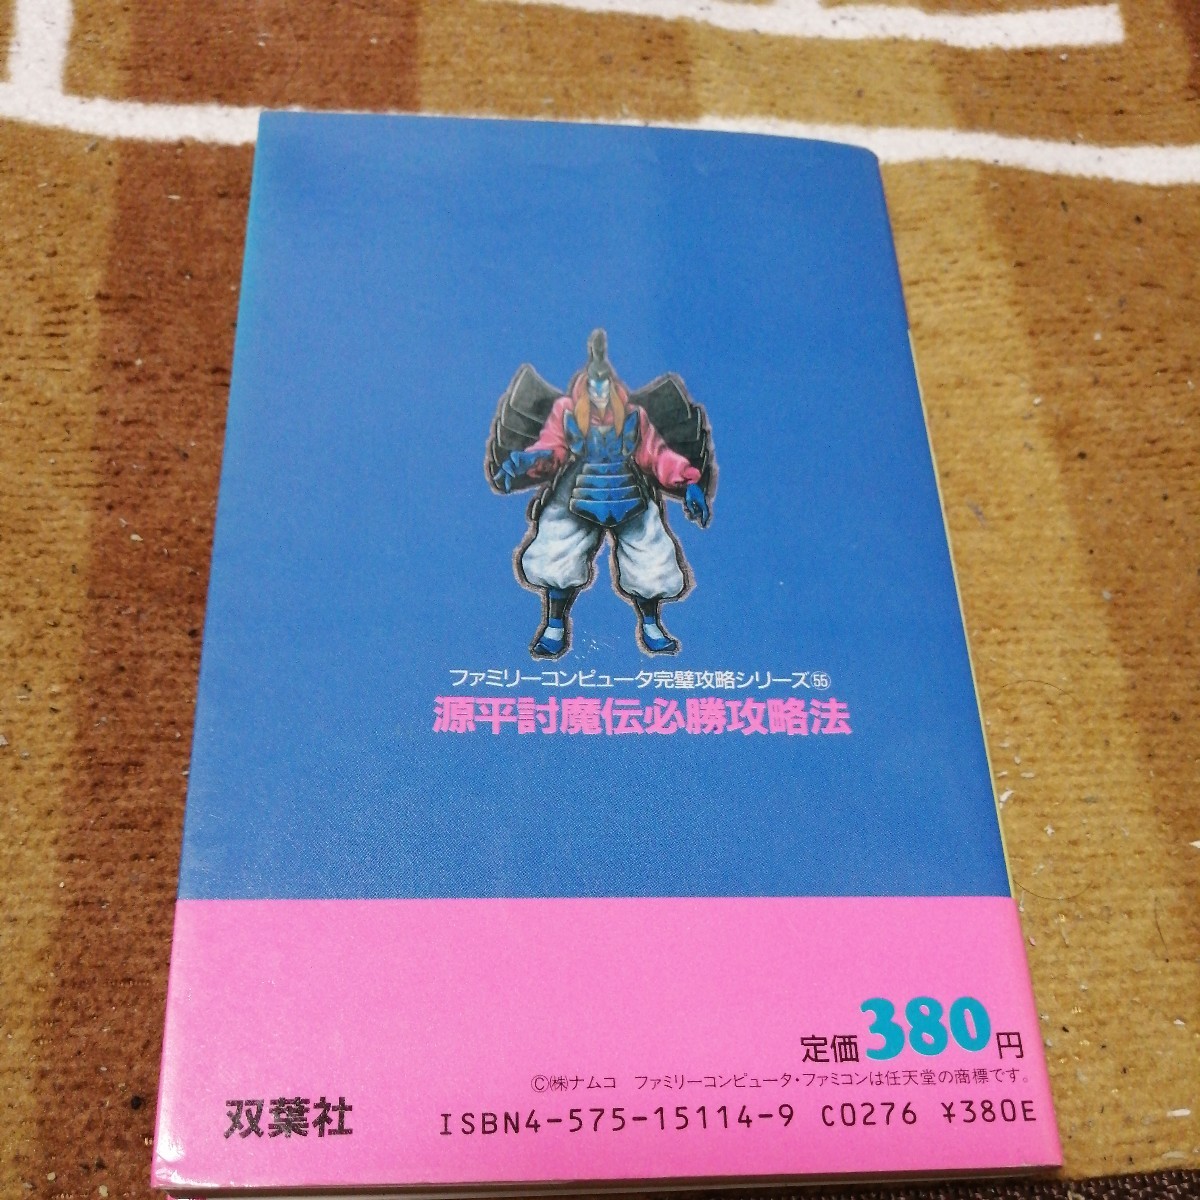 ファミリーコンピュータ完璧攻略シリーズ55
源平討魔伝必勝攻略法
定価380円
©㈱ナムコ ファミリーコンピュータ・ファミコンは任天堂の商標です。
双葉社
ISBN4-575-15114-9 C0276 ¥380E